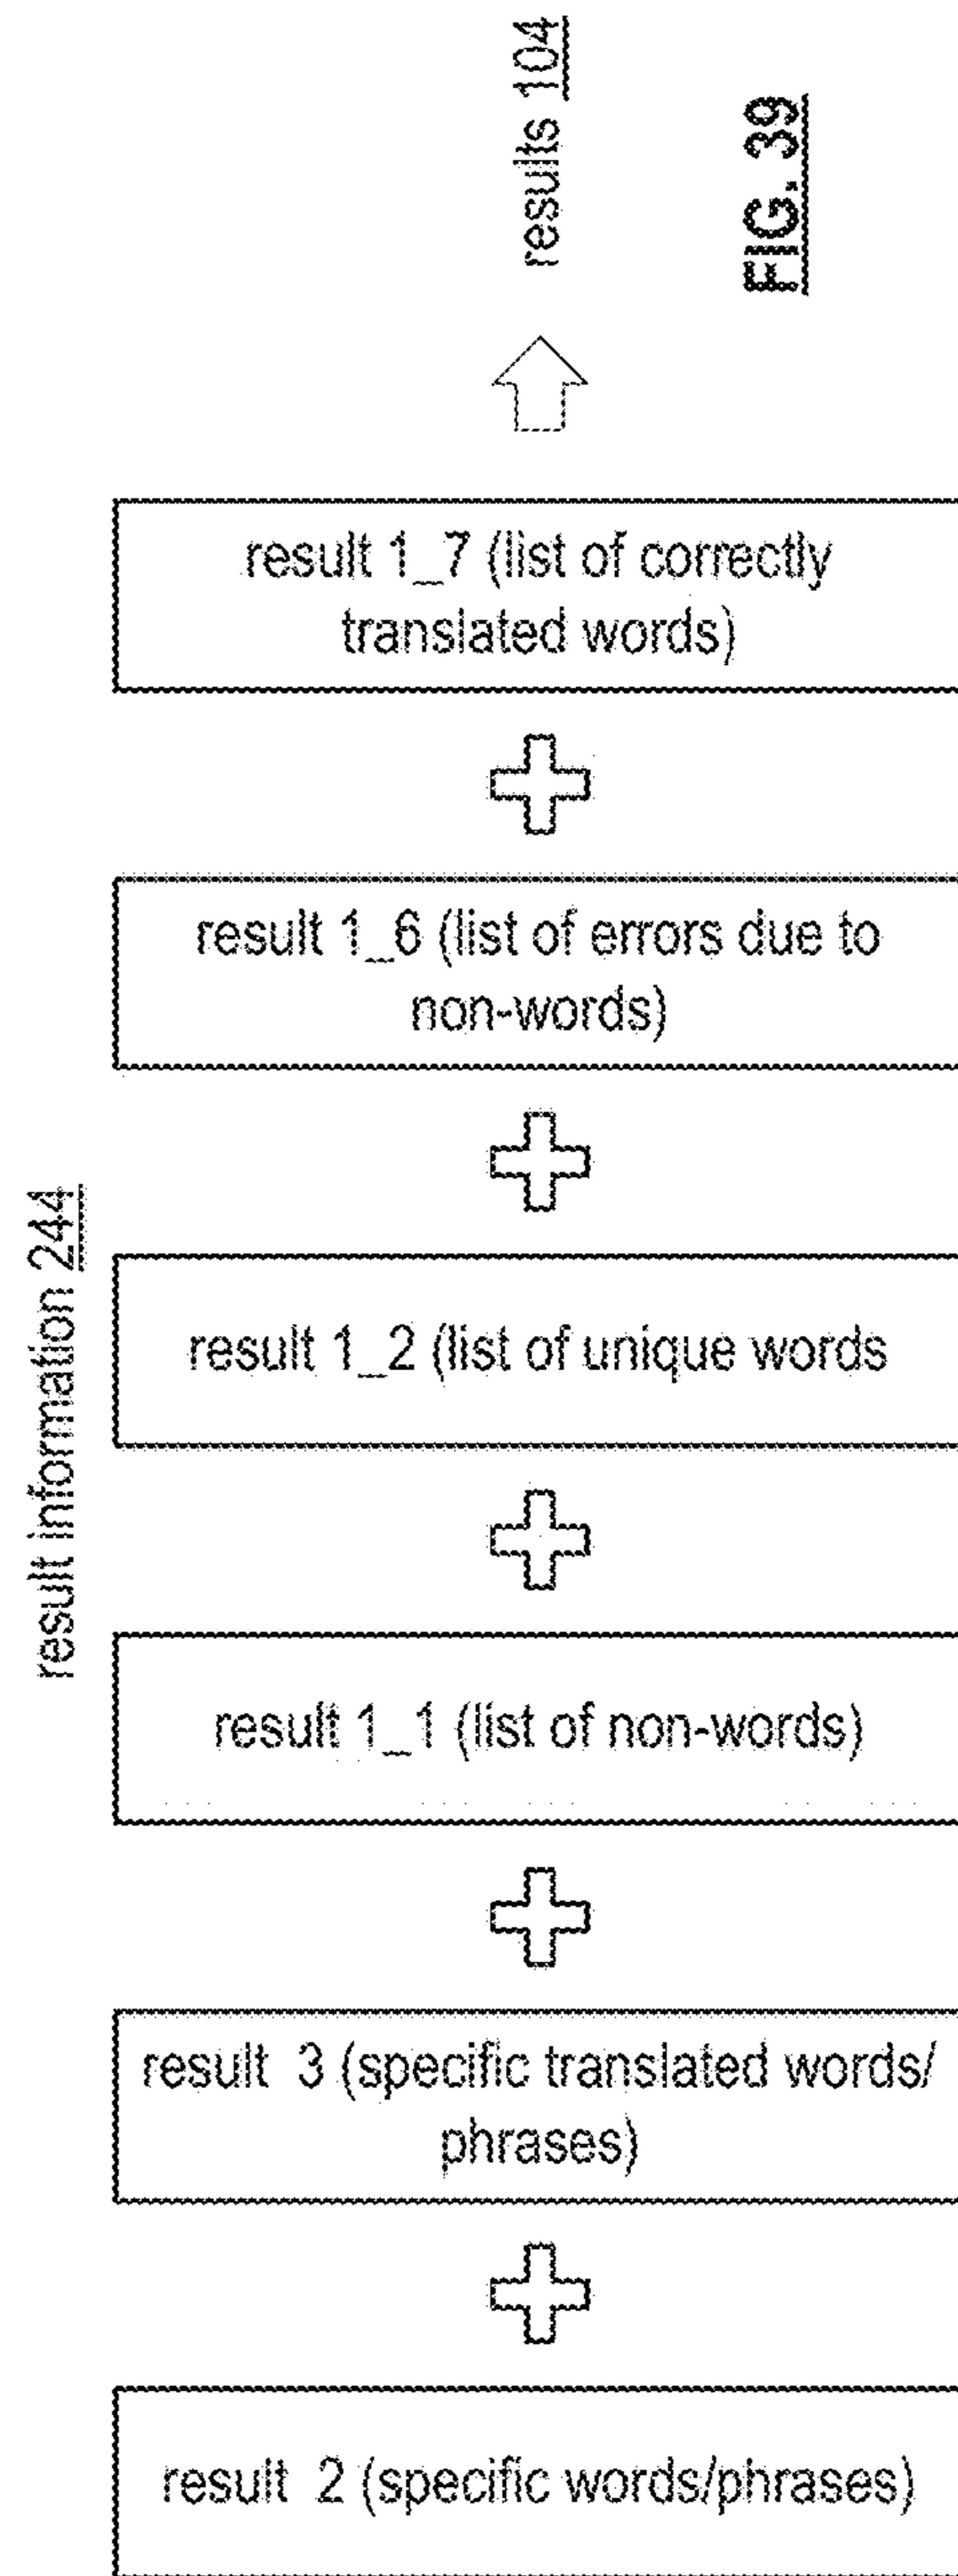 results 104
FIG. 39
result information 244
result 1_7 (list of correctly
translated words)
result 1_6 (list of errors due to
non-words)
result 1_2 (list of unique words
result 1_1 (list of non-words)
result 3 (specific translated words/
phrases)
result 2 (specific words/phrases)